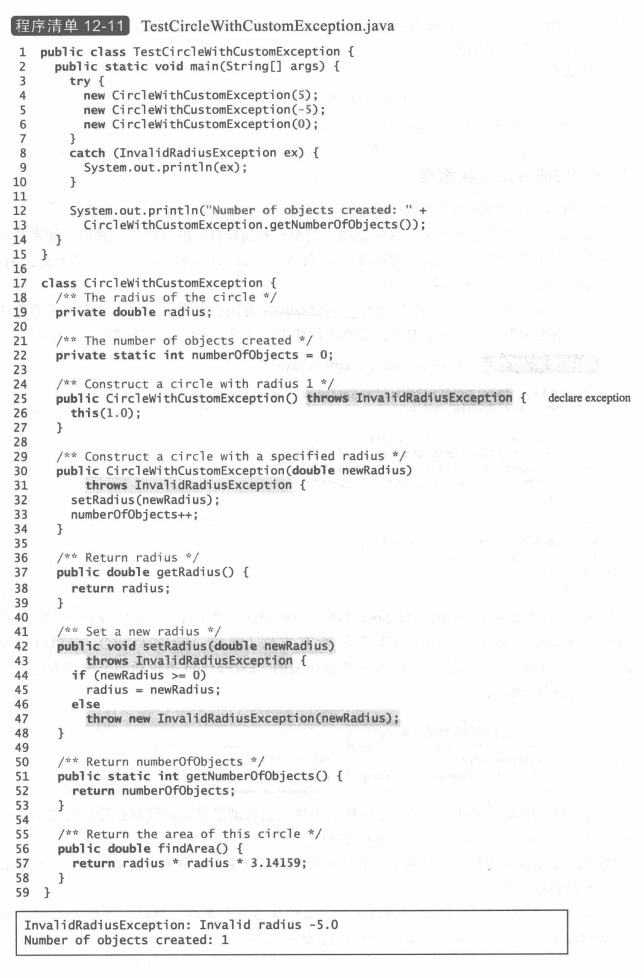 程序清单 12-11 TestCircleWithCustomException.java
1 public class TestCircleWithCustomException {
2   public static void main(String[] args) {
3     try {
4       new CircleWithCustomException(5);
5       new CircleWithCustomException(-5);
6       new CircleWithCustomException(0);
7     }
8     catch (InvalidRadiusException ex) {
9       System.out.println(ex);
10     }
11
12     System.out.println("Number of objects created: " +
13       CircleWithCustomException.getNumberOfObjects());
14   }
15 }
16
17 class CircleWithCustomException {
18   /** The radius of the circle */
19   private double radius;
20
21   /** The number of objects created */
22   private static int numberOfObjects = 0;
23
24   /** Construct a circle with radius 1 */
25   public CircleWithCustomException() throws InvalidRadiusException { declare exception
26     this(1.0);
27   }
28
29   /** Construct a circle with a specified radius */
30   public CircleWithCustomException(double newRadius)
31       throws InvalidRadiusException {
32     setRadius(newRadius);
33     numberOfObjects++;
34   }
35
36   /** Return radius */
37   public double getRadius() {
38     return radius;
39   }
40
41   /** Set a new radius */
42   public void setRadius(double newRadius)
43       throws InvalidRadiusException {
44     if (newRadius >= 0)
45       radius = newRadius;
46     else
47       throw new InvalidRadiusException(newRadius);
48   }
49
50   /** Return numberOfObjects */
51   public static int getNumberOfObjects() {
52     return numberOfObjects;
53   }
54
55   /** Return the area of this circle */
56   public double findArea() {
57     return radius * radius * 3.14159;
58   }
59 }
InvalidRadiusException: Invalid radius -5.0
Number of objects created: 1